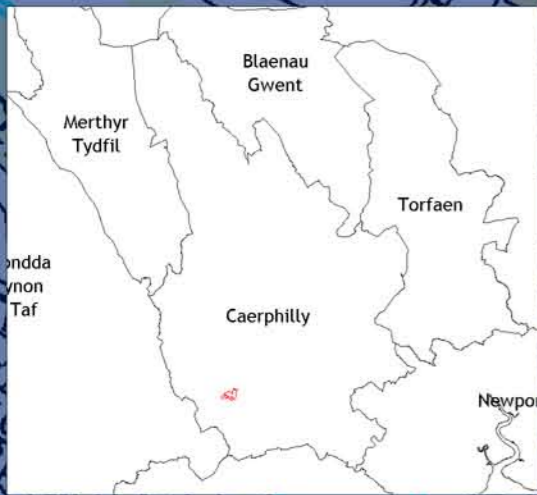 Blaenau
Gwent
Merthyr
Tydfil
Torfaen
ondda
ynon
Taf
Caerphilly
Newpor